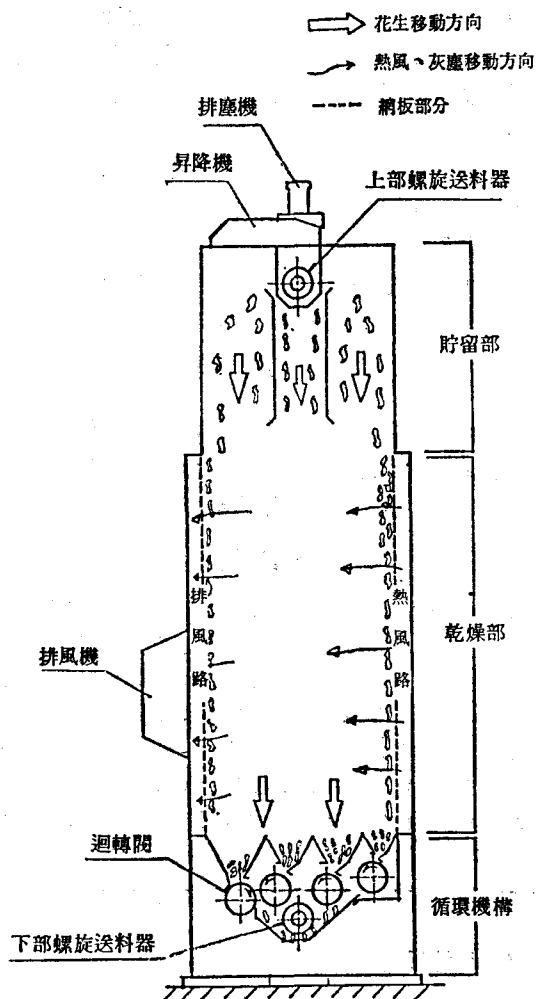 花生移動方向
熱風、灰塵移動方向
網板部分
排塵機
昇降機
上部螺旋送料器
貯留部
排風路
熱風路
乾燥部
排風機
迴轉閥
循環機構
下部螺旋送料器